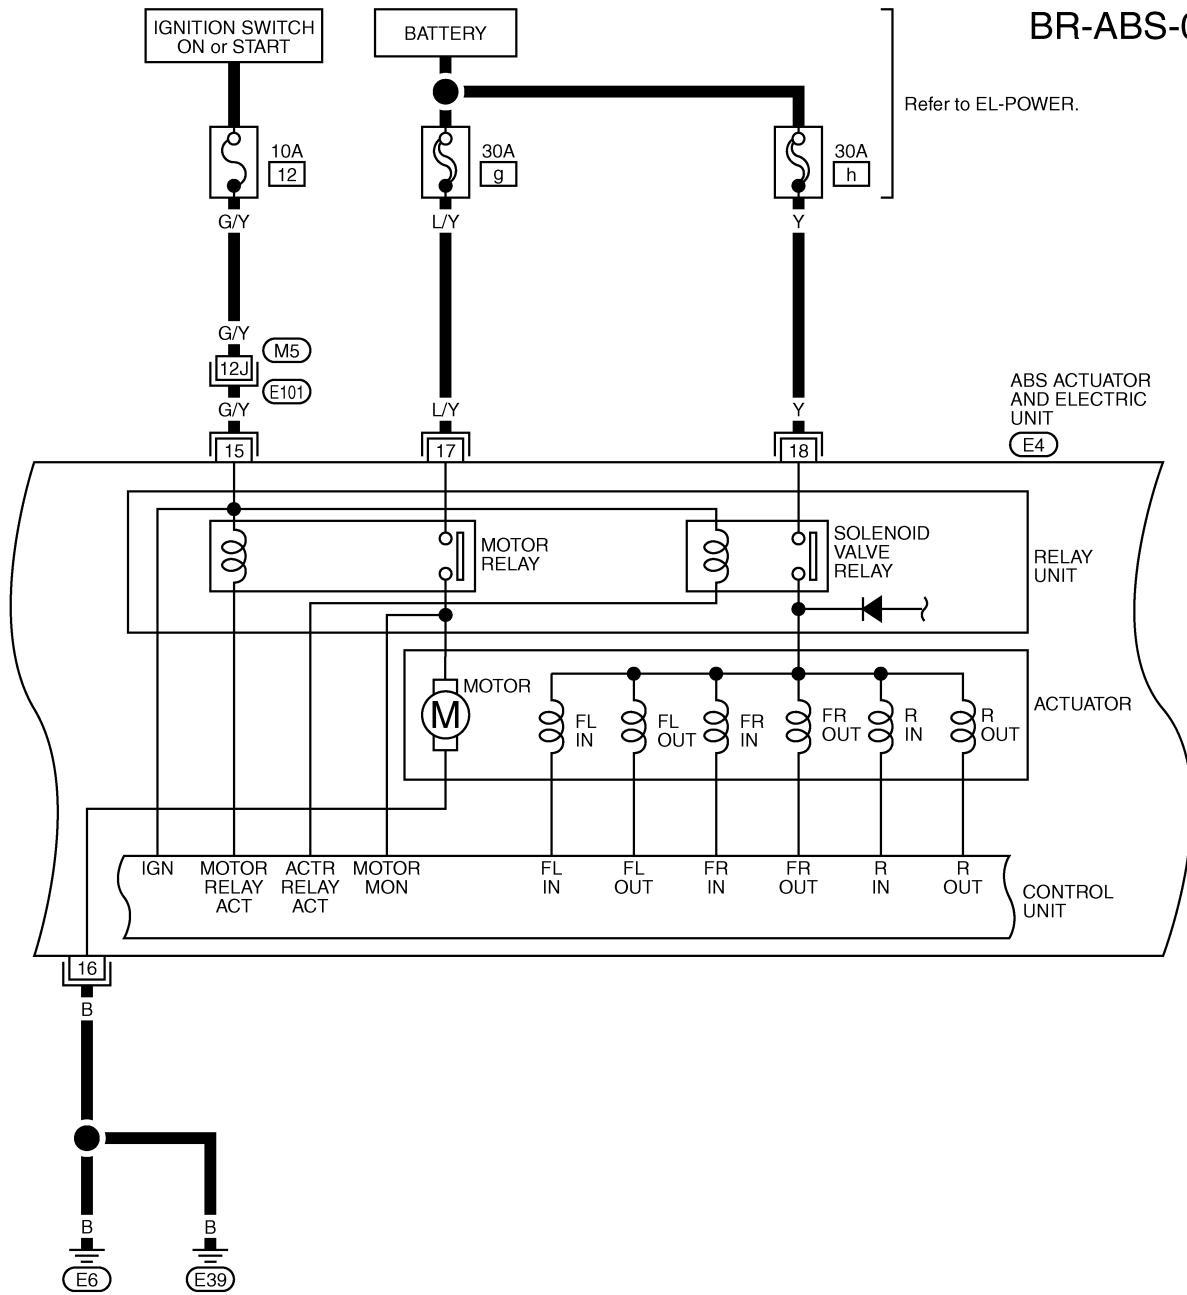 IGNITION SWITCH
ON or START
BATTERY
BR-ABS-0
Refer to EL-POWER.
10A
12
30A
g
30A
h
G/Y
L/Y
Y
G/Y
M5
12J
E101
G/Y
L/Y
Y
ABS ACTUATOR
AND ELECTRIC
UNIT
E4
15
17
18
MOTOR
RELAY
SOLENOID
VALVE
RELAY
RELAY
UNIT
MOTOR
M
FL
IN
FL
OUT
FR
IN
FR
OUT
R
IN
R
OUT
ACTUATOR
IGN
MOTOR
RELAY
ACT
ACTR
RELAY
ACT
MOTOR
MON
FL
IN
FL
OUT
FR
IN
FR
OUT
R
IN
R
OUT
CONTROL
UNIT
16
B
B
B
E6
E39